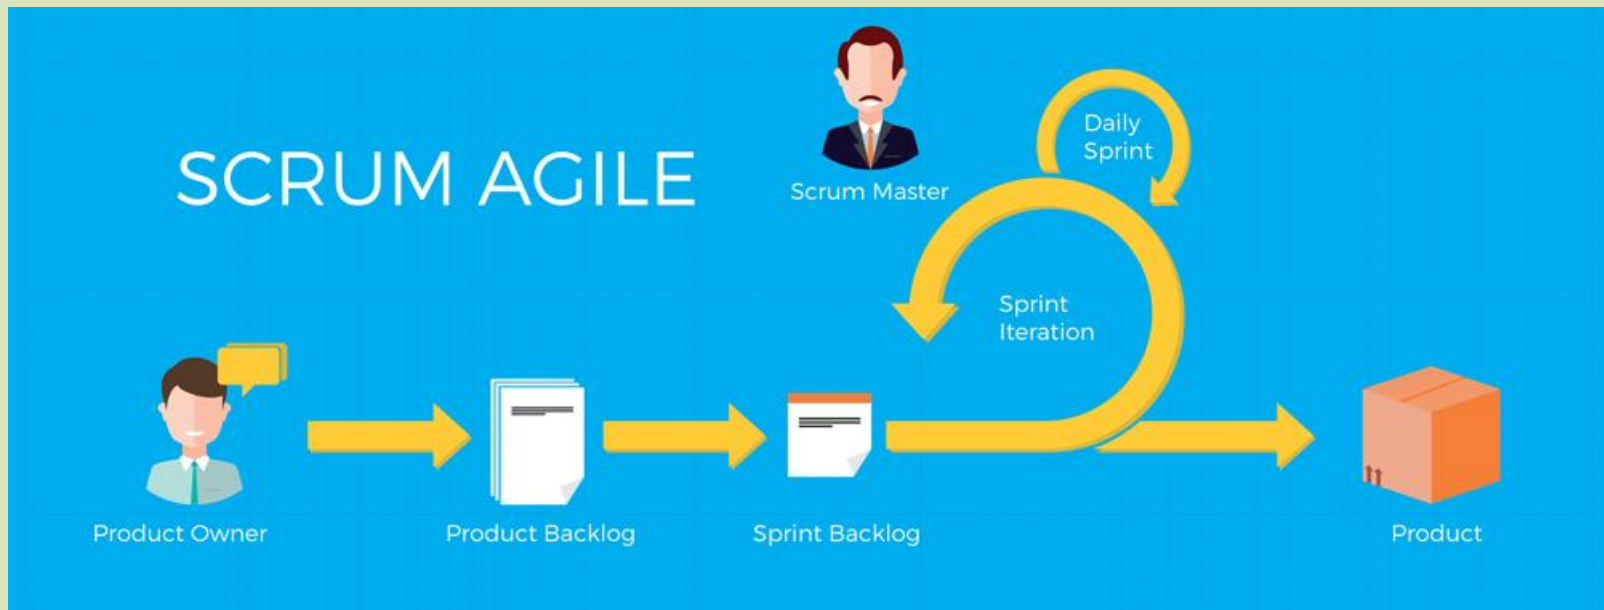 SCRUM AGILE
Scrum Master
Daily
Sprint
Sprint
Iteration
Product Owner
Product Backlog
Sprint Backlog
Product